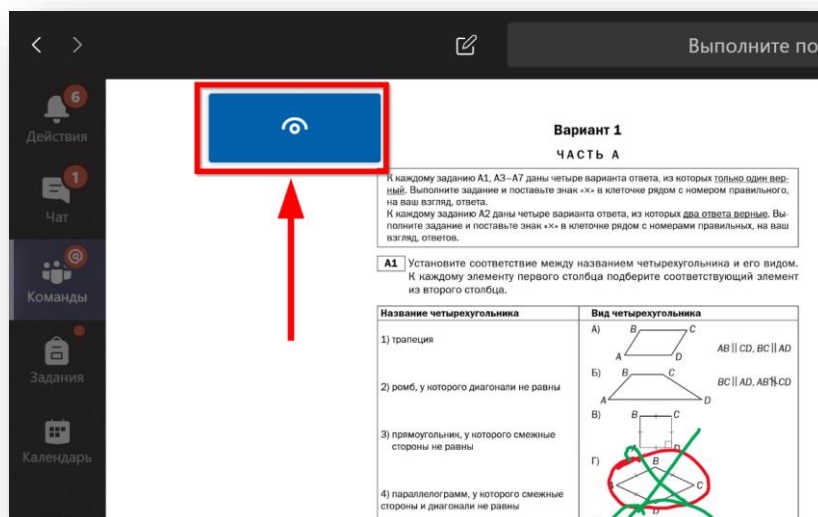 Выполните по
6
Действия
1
Чат
@
Команды
Задания
Календарь
Вариант 1
ЧАСТЬ А
К каждому заданию А1, А3–А7 даны четыре варианта ответа, из которых только один вер-
ный. Выполните задание и поставьте знак «×» в клеточке рядом с номером правильного,
на ваш взгляд, ответа.
К каждому заданию А2 даны четыре варианта ответа, из которых два ответа верные. Вы-
полните задание и поставьте знак «×» в клеточке рядом с номерами правильных, на ваш
взгляд, ответов.
А1 Установите соответствие между названием четырехугольника и его видом.
К каждому элементу первого столбца подберите соответствующий элемент
из второго столбца.
Название четырехугольника Вид четырехугольника
1) трапеция
А) B C A D AB || CD, BC || AD
2) ромб, у которого диагонали не равны
Б) B C A D BC || AD, AB ∦ CD
3) прямоугольник, у которого смежные
стороны не равны
В) B C A D
4) параллелограмм, у которого смежные
стороны и диагонали не равны
Г) B A C D